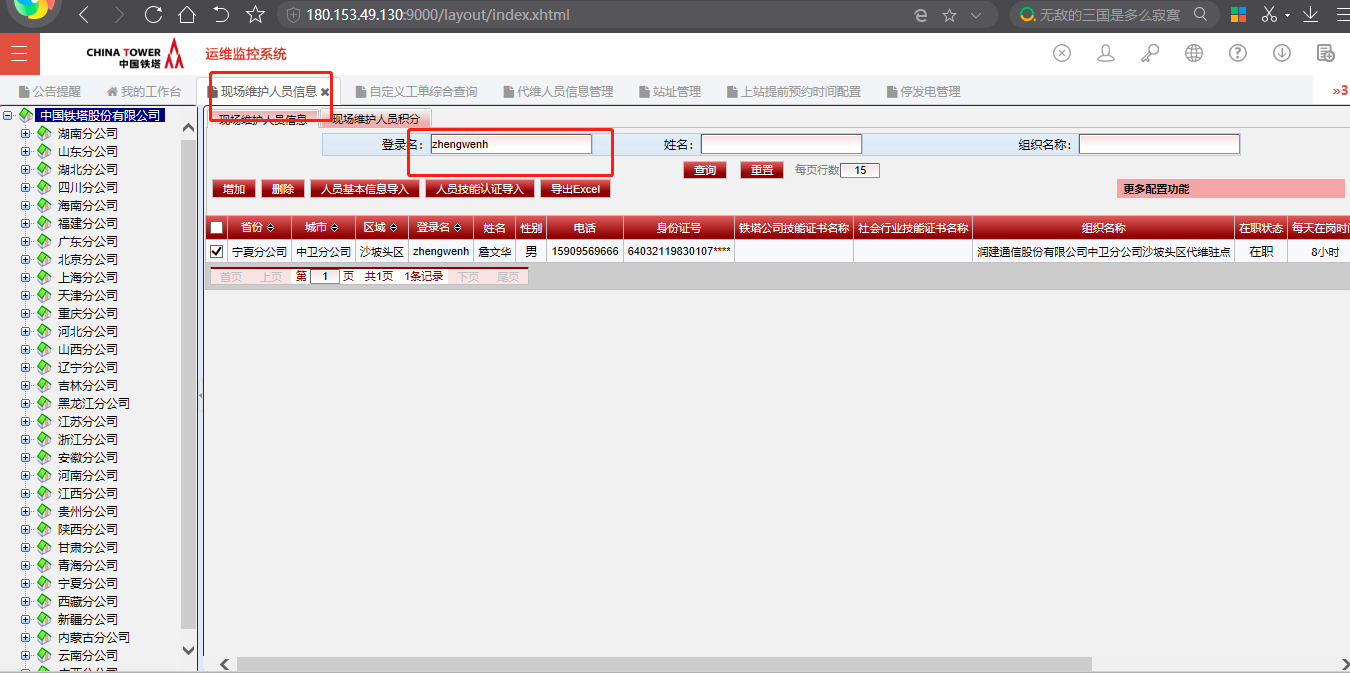 180.153.49.130:9000/layout/index.xhtml
无敌的三国是多么寂寞
CHINA TOWER
中国铁塔
运维监控系统
公告提醒 我的工作台 现场维护人员信息 自定义工单综合查询 代维人员信息管理 站址管理 上站提前预约时间配置 停发电管理 »3
现场维护人员信息 现场维护人员积分
登录名: zhengwenh 姓名: 组织名称:
查询 重置 每页行数 15
增加 删除 人员基本信息导入 人员技能认证导入 导出Excel 更多配置功能
省份 城市 区域 登录名 姓名 性别 电话 身份证号 铁塔公司技能证书名称 社会行业技能证书名称 组织名称 在职状态 每天在岗时间
宁夏分公司 中卫分公司 沙坡头区 zhengwenh 詹文华 男 15909569666 64032119830107**** 润建通信股份有限公司中卫分公司沙坡头区代维驻点 在职 8小时
首页 上页 第 1 页 共1页 1条记录 下页 尾页
中国铁塔股份有限公司
湖南分公司
山东分公司
湖北分公司
四川分公司
海南分公司
福建分公司
广东分公司
北京分公司
上海分公司
天津分公司
重庆分公司
河北分公司
山西分公司
辽宁分公司
吉林分公司
黑龙江分公司
江苏分公司
浙江分公司
安徽分公司
河南分公司
江西分公司
贵州分公司
陕西分公司
甘肃分公司
青海分公司
宁夏分公司
西藏分公司
新疆分公司
内蒙古分公司
云南分公司